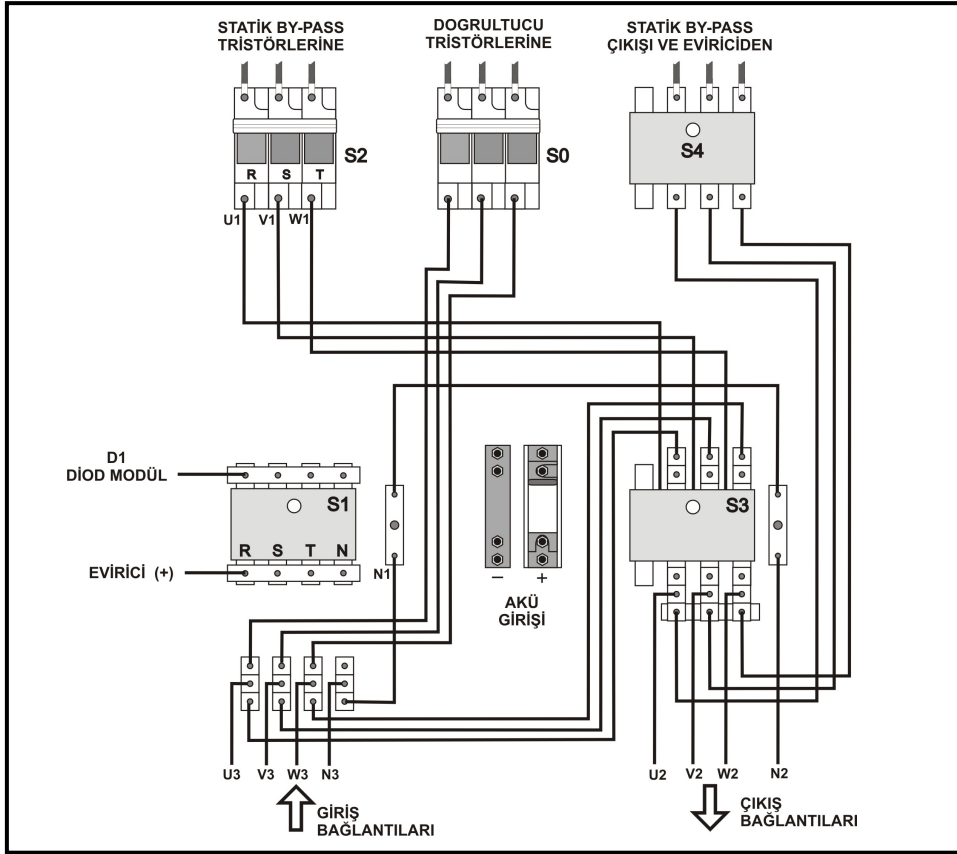 STATİK BY-PASS
TRİSTÖRLERİNE
DOGRULTUCU
TRİSTÖRLERİNE
STATİK BY-PASS
ÇIKIŞI VE EVİRİCİDEN
S2
S0
S4
R S T
U1 V1 W1
D1
DİOD MODÜL
S1
R S T N
EVİRİCİ (+)
N1
– +
AKÜ
GİRİŞİ
S3
U3 V3 W3 N3
U2 V2 W2 N2
GİRİŞ
BAĞLANTILARI
ÇIKIŞ
BAĞLANTILARI